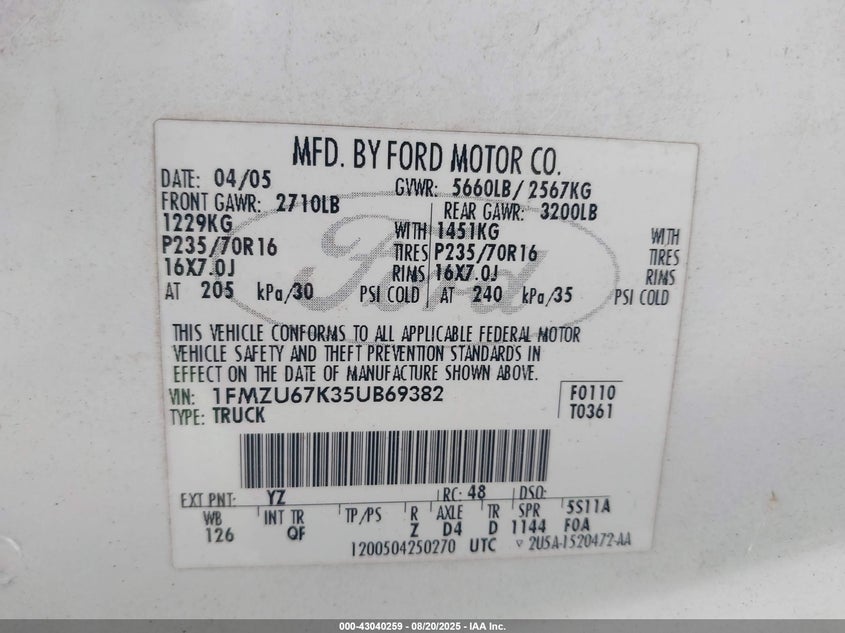 MFD. BY FORD MOTOR CO.
DATE: 04/05 GVWR: 5660LB / 2567KG
FRONT GAWR: 2710LB REAR GAWR: 3200LB
1229KG WITH 1451KG WITH
P235/70R16 TIRES P235/70R16 TIRES
16X7.0J RIMS 16X7.0J RIMS
AT 205 kPa/30 PSI COLD AT 240 kPa/35 PSI COLD
Ford
THIS VEHICLE CONFORMS TO ALL APPLICABLE FEDERAL MOTOR
VEHICLE SAFETY AND THEFT PREVENTION STANDARDS IN
EFFECT ON THE DATE OF MANUFACTURE SHOWN ABOVE.
VIN: 1FMZU67K35UB69382 F0110
TYPE: TRUCK T0361
EXT PNT: YZ RC: 48 DSO:
WB INT TR TP/PS R AXLE TR SPR 5S11A
126 QF Z D4 D 1144 F0A
1200504250270 UTC 2U5A-1520472-AA
000-43040259 - 08/20/2025 - IAA Inc.